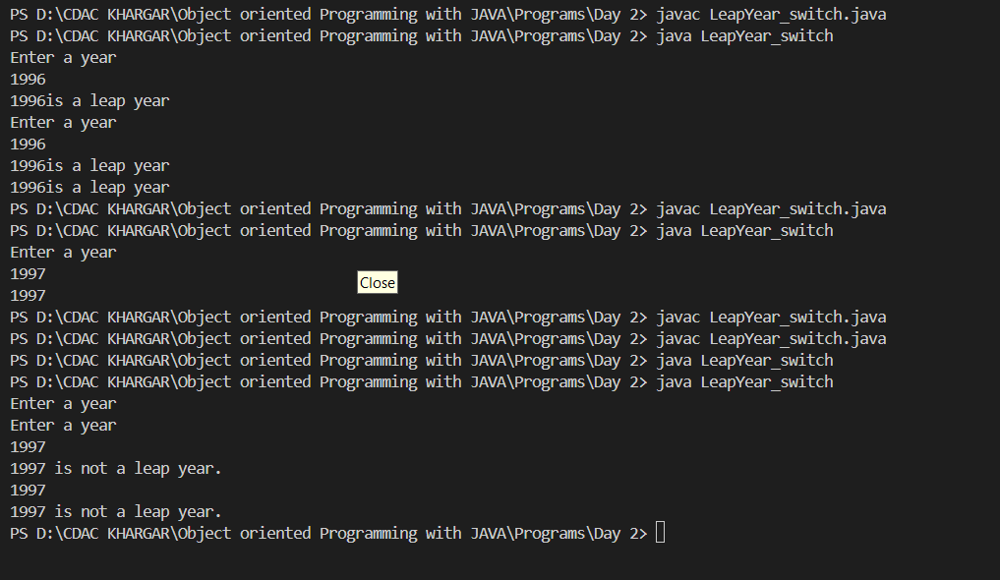 PS D:\CDAC KHARGAR\Object oriented Programming with JAVA\Programs\Day 2> javac LeapYear_switch.java
PS D:\CDAC KHARGAR\Object oriented Programming with JAVA\Programs\Day 2> java LeapYear_switch
Enter a year
1996
1996is a leap year
Enter a year
1996
1996is a leap year
1996is a leap year
PS D:\CDAC KHARGAR\Object oriented Programming with JAVA\Programs\Day 2> javac LeapYear_switch.java
PS D:\CDAC KHARGAR\Object oriented Programming with JAVA\Programs\Day 2> java LeapYear_switch
Enter a year
1997
Close
1997
PS D:\CDAC KHARGAR\Object oriented Programming with JAVA\Programs\Day 2> javac LeapYear_switch.java
PS D:\CDAC KHARGAR\Object oriented Programming with JAVA\Programs\Day 2> javac LeapYear_switch.java
PS D:\CDAC KHARGAR\Object oriented Programming with JAVA\Programs\Day 2> java LeapYear_switch
PS D:\CDAC KHARGAR\Object oriented Programming with JAVA\Programs\Day 2> java LeapYear_switch
Enter a year
Enter a year
1997
1997 is not a leap year.
1997
1997 is not a leap year.
PS D:\CDAC KHARGAR\Object oriented Programming with JAVA\Programs\Day 2>